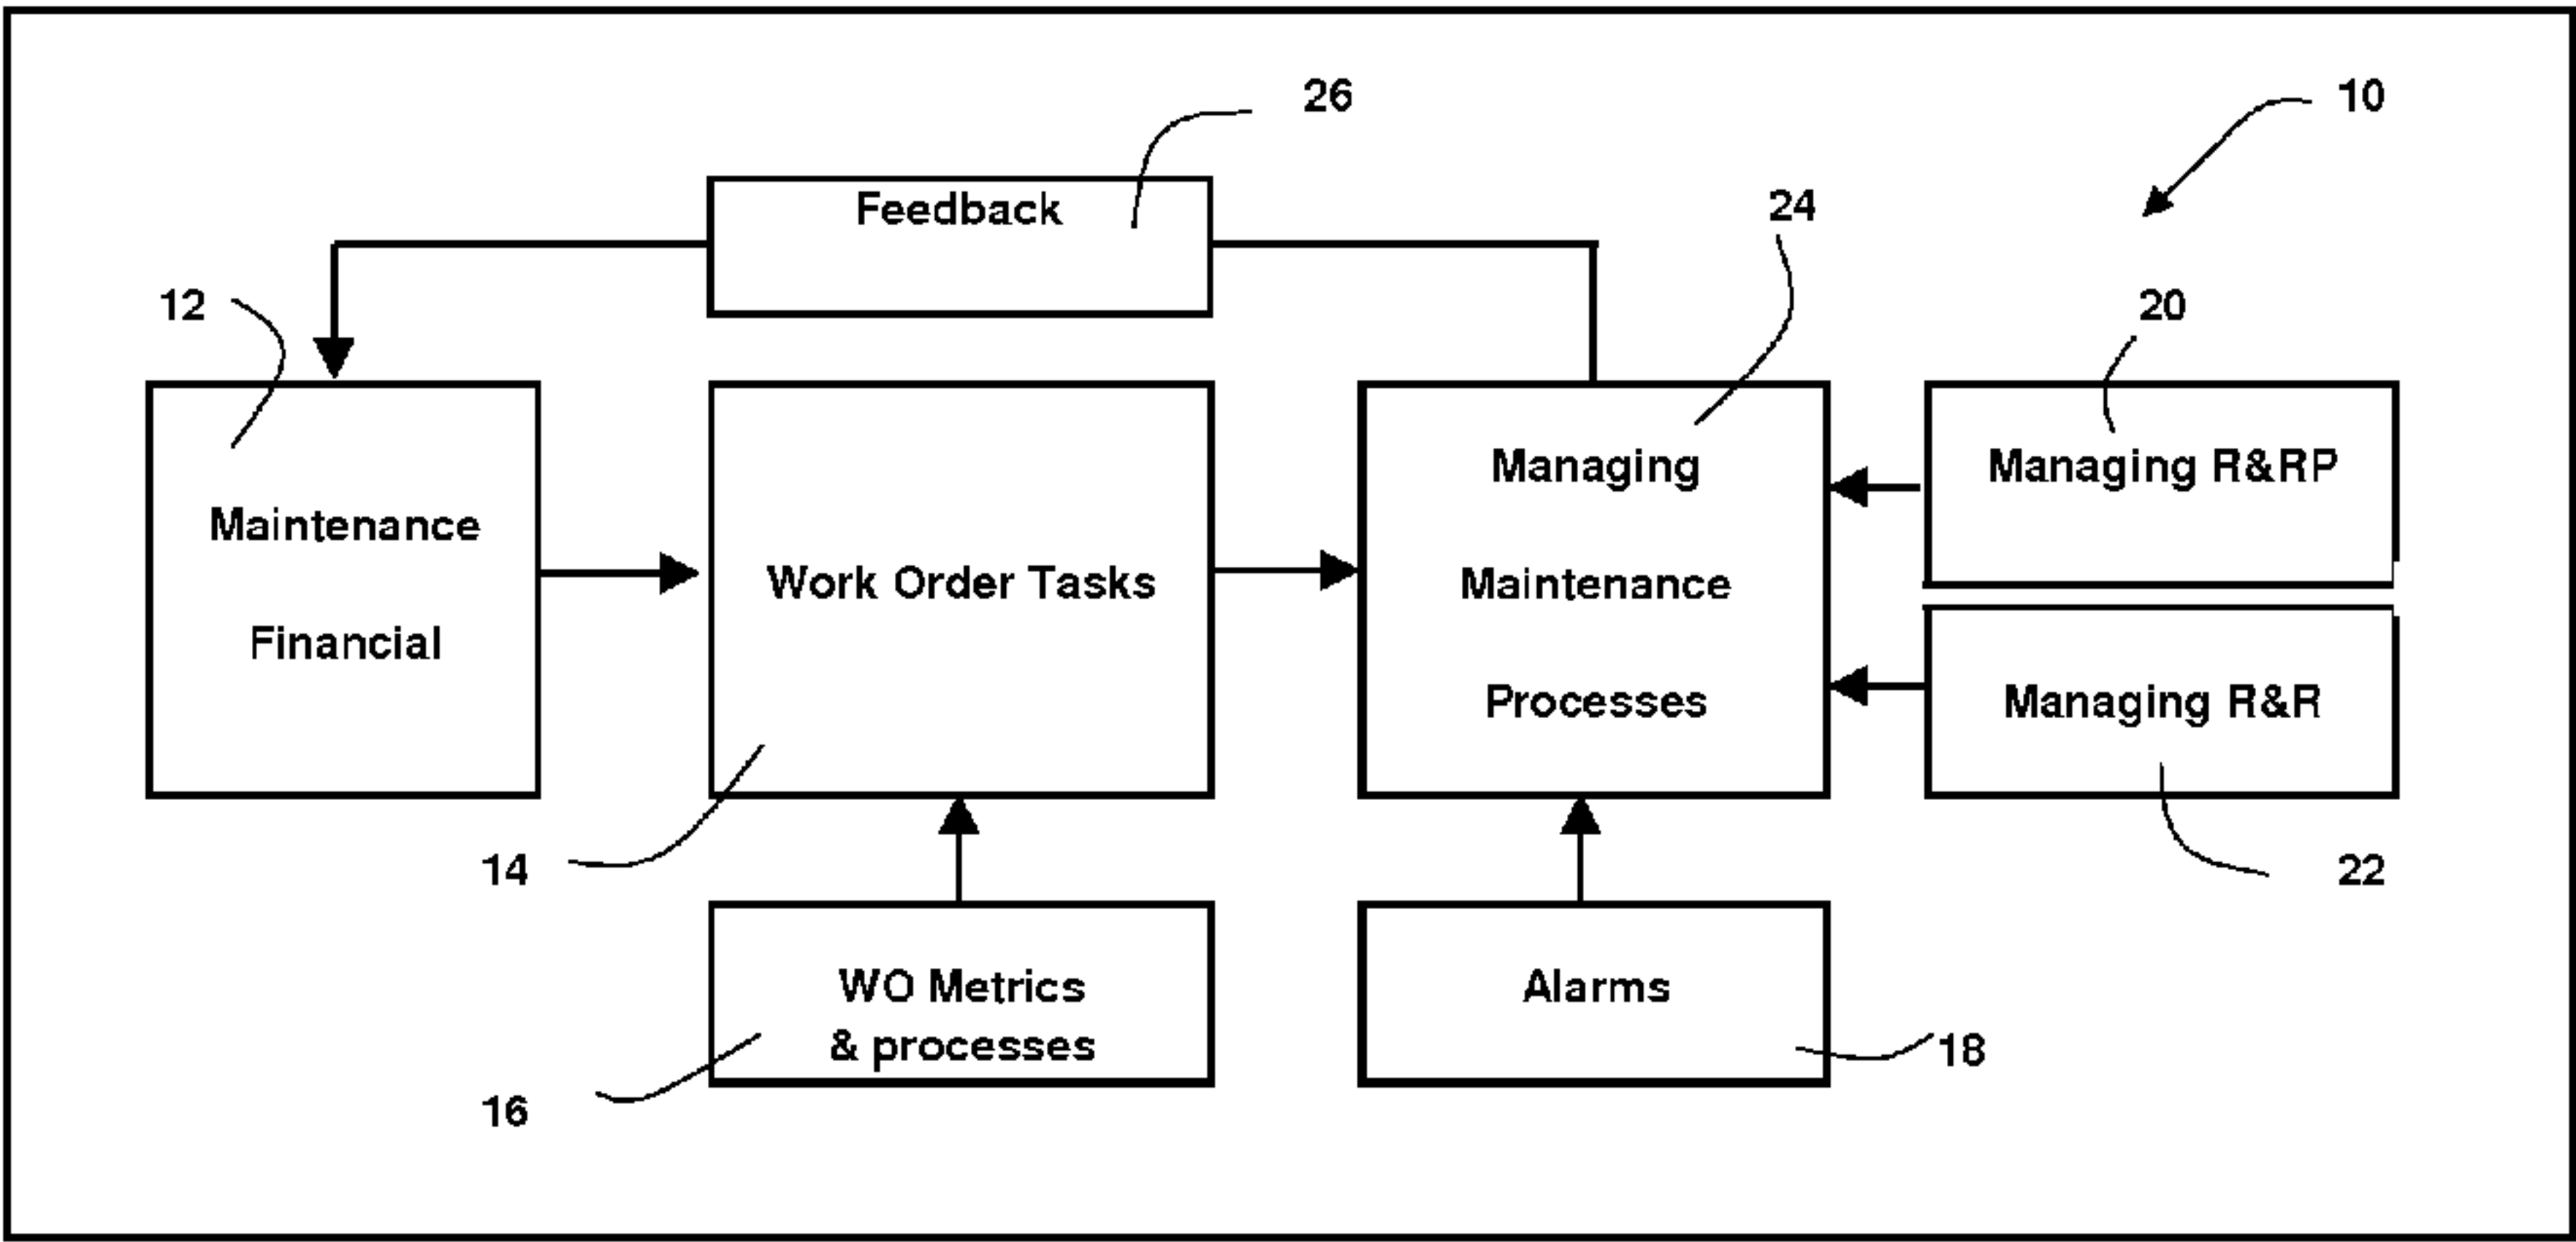 26
10
Feedback
24
12
20
Maintenance
Financial
Work Order Tasks
Managing
Maintenance
Processes
Managing R&RP
Managing R&R
14
22
WO Metrics
& processes
Alarms
16
18